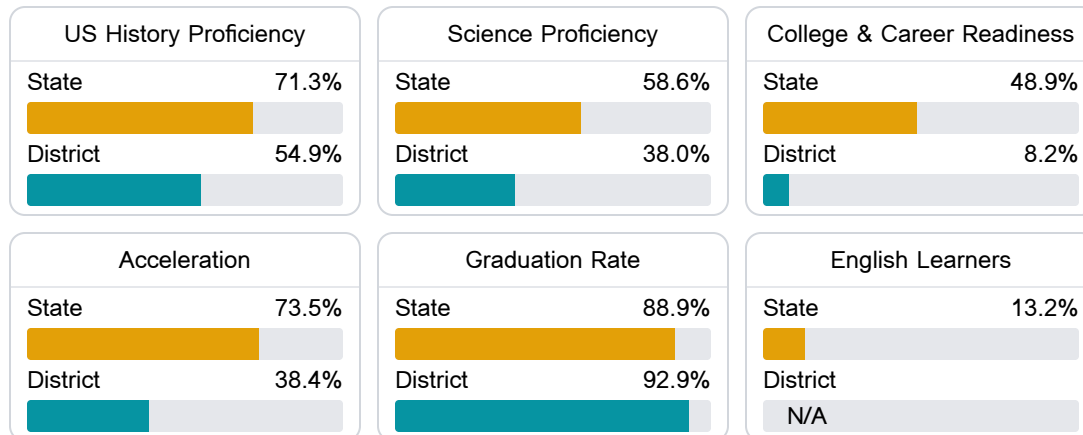 US History Proficiency
State 71.3%
District 54.9%
Science Proficiency
State 58.6%
District 38.0%
College & Career Readiness
State 48.9%
District 8.2%
Acceleration
State 73.5%
District 38.4%
Graduation Rate
State 88.9%
District 92.9%
English Learners
State 13.2%
District
N/A